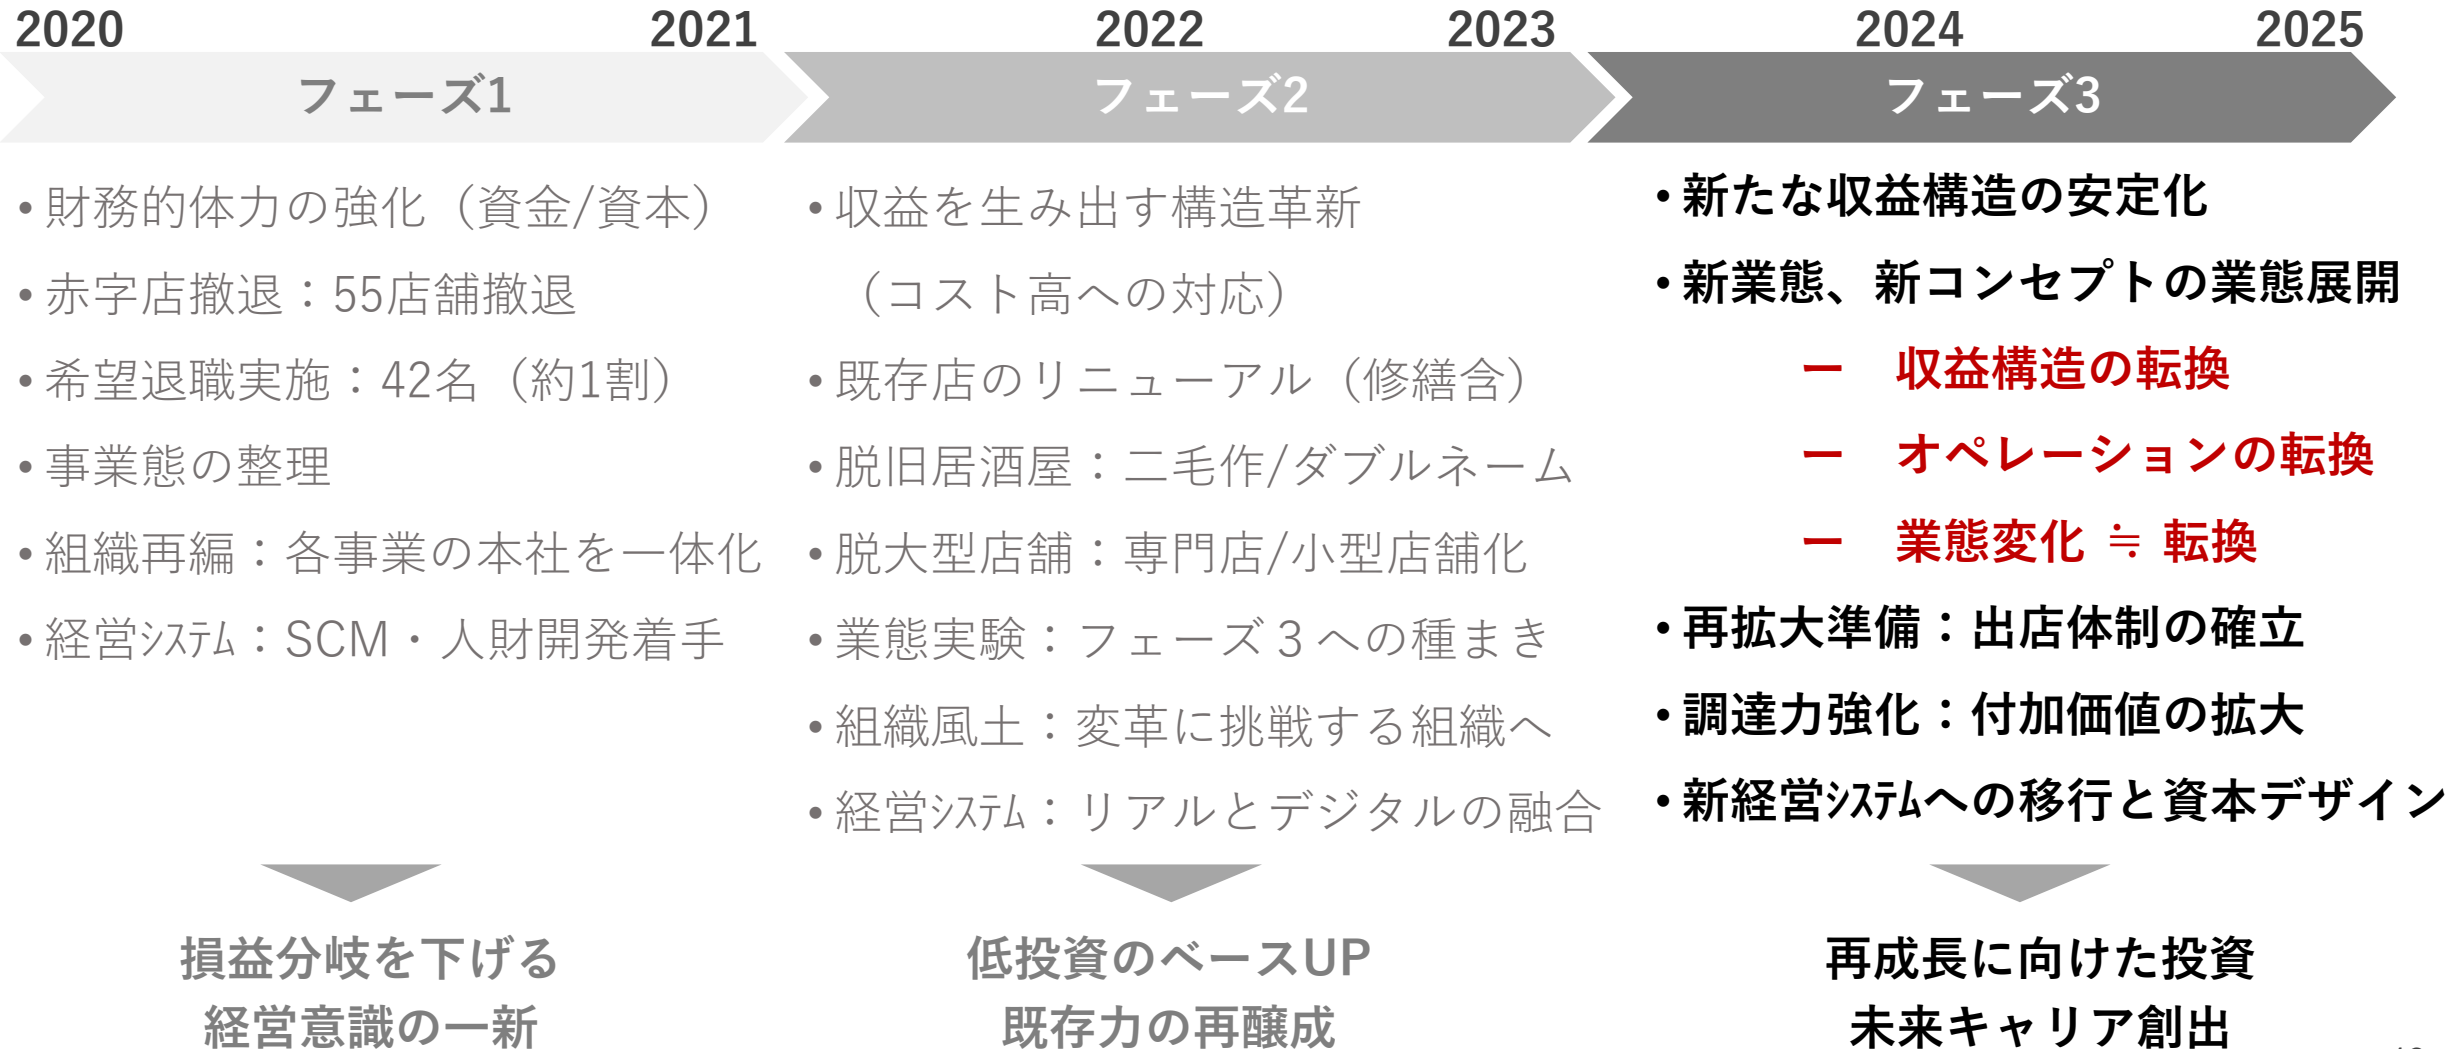 2020 2021 2022 2023 2024 2025
フェーズ1
フェーズ2
フェーズ3
•財務的体力の強化（資金/資本）
•赤字店撤退：55店舗撤退
•希望退職実施：42名（約1割）
•事業態の整理
•組織再編：各事業の本社を一体化
•経営ｼｽﾃﾑ：SCM・人財開発着手
損益分岐を下げる
経営意識の一新
•収益を生み出す構造革新
（コスト高への対応）
•既存店のリニューアル（修繕含）
•脱旧居酒屋：二毛作/ダブルネーム
•脱大型店舗：専門店/小型店舗化
•業態実験：フェーズ３への種まき
•組織風土：変革に挑戦する組織へ
•経営ｼｽﾃﾑ：リアルとデジタルの融合
低投資のベースUP
既存力の再醸成
•新たな収益構造の安定化
•新業態、新コンセプトの業態展開
ー　収益構造の転換
ー　オペレーションの転換
ー　業態変化 ≒ 転換
•再拡大準備：出店体制の確立
•調達力強化：付加価値の拡大
•新経営ｼｽﾃﾑへの移行と資本デザイン
再成長に向けた投資
未来キャリア創出